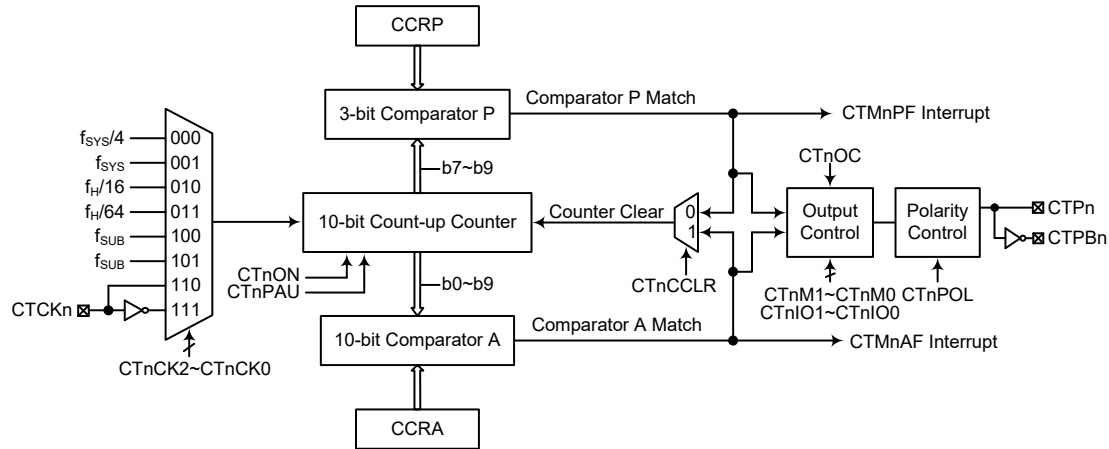 CCRP
3-bit Comparator P
Comparator P Match
CTMnPF Interrupt
fSYS/4
000
fSYS
001
fH/16
010
fH/64
011
fSUB
100
fSUB
101
110
111
CTCKn
CTnCK2~CTnCK0
b7~b9
10-bit Count-up Counter
CTnON
CTnPAU
b0~b9
Counter Clear
0
1
CTnCCLR
CTnOC
Output
Control
CTnM1~CTnM0
CTnIO1~CTnIO0
Polarity
Control
CTnPOL
CTPn
CTPBn
10-bit Comparator A
Comparator A Match
CTMnAF Interrupt
CCRA